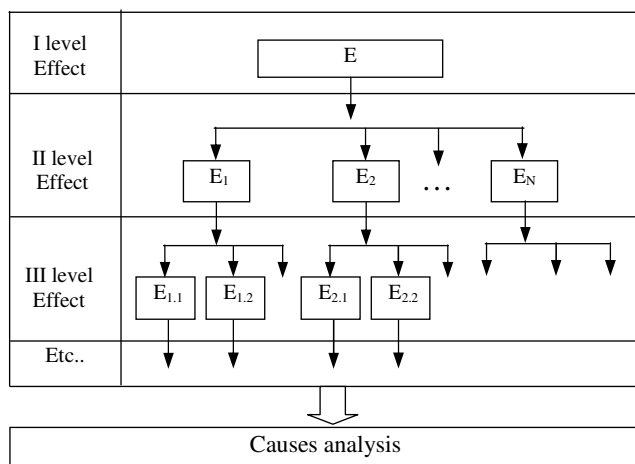 I level
Effect
E
II level
Effect
E₁ E₂ ... E_N
III level
Effect
E₁.₁ E₁.₂ E₂.₁ E₂.₂
Etc..
Causes analysis